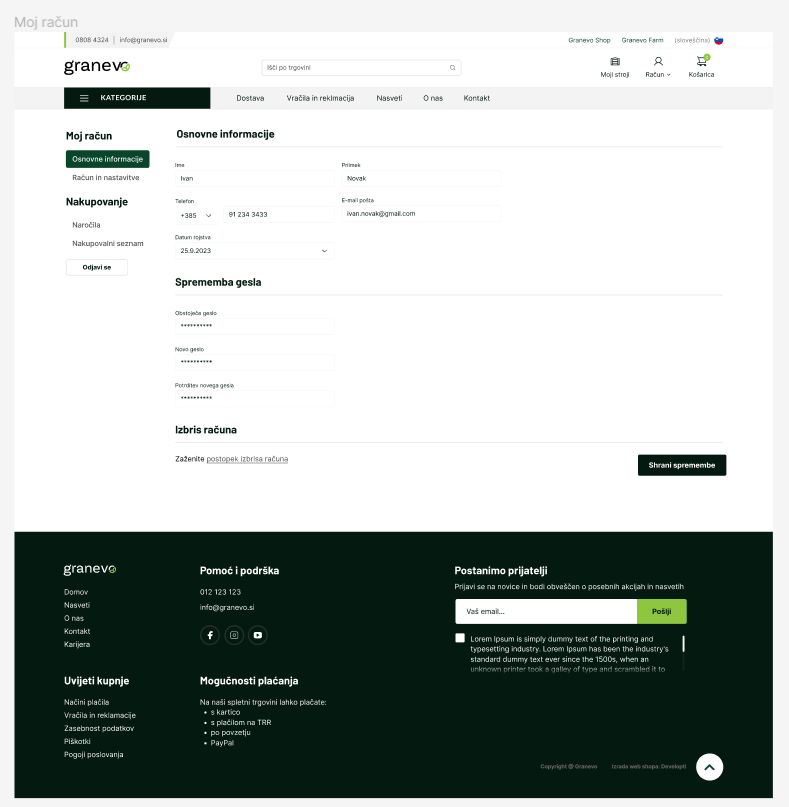 Moj račun
0808 4324 | info@granevo.si
Granevo Shop Granevo Farm (sloveščina)
granevo
Išči po trgovini
Moji stroji Račun Košarica
KATEGORIJE
Dostava Vračila in reklmacija Nasveti O nas Kontakt
Moj račun
Osnovne informacije
Račun in nastavitve
Nakupovanje
Naročila
Nakupovalni seznam
Odjavi se
Osnovne informacije
Ime
Ivan
Priimek
Novak
Telefon
+385 91 234 3433
E-mail pošta
ivan.novak@gmail.com
Datum rojstva
25.9.2023
Sprememba gesla
Obstoječe geslo
**********
Novo geslo
**********
Potrditev novega gesla
**********
Izbris računa
Zaženite postopek izbrisa računa
Shrani spremembe
granevo
Domov
Nasveti
O nas
Kontakt
Karijera
Pomoć i podrška
012 123 123
info@granevo.si
Postanimo prijatelji
Prijavi se na novice in bodi obveščen o posebnih akcijah in nasvetih
Vaš email... Pošlji
Lorem Ipsum is simply dummy text of the printing and
typesetting industry. Lorem Ipsum has been the industry's
standard dummy text ever since the 1500s, when an
unknown printer took a galley of type and scrambled it to
Uvijeti kupnje
Načini plačila
Vračila in reklamacije
Zasebnost podatkov
Piškotki
Pogoji poslovanja
Mogućnosti plaćanja
Na naši spletni trgovini lahko plačate:
• s kartico
• s plačilom na TRR
• po povzetju
• PayPal
Copyright @ Granevo Izrada web shopa: Developti